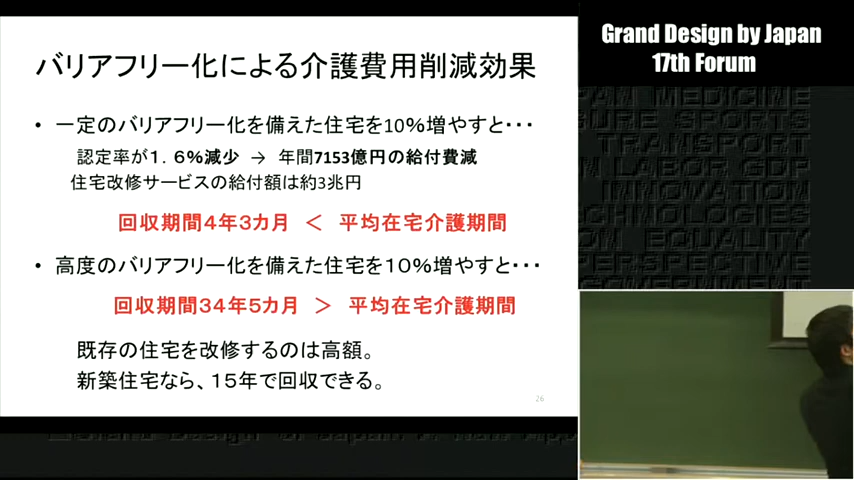 バリアフリー化による介護費用削減効果
• 一定のバリアフリー化を備えた住宅を10%増やすと・・・
認定率が１．６%減少 → 年間7153億円の給付費減
住宅改修サービスの給付額は約3兆円
回収期間４年３カ月 ＜ 平均在宅介護期間
• 高度のバリアフリー化を備えた住宅を１０％増やすと・・・
回収期間３４年５カ月 ＞ 平均在宅介護期間
既存の住宅を改修するのは高額。
新築住宅なら、１５年で回収できる。
26
Grand Design by Japan
17th Forum
MEDICINE
SPORTS
TRANSPORT
LABOR GDP
INNOVATION
EQUALITY